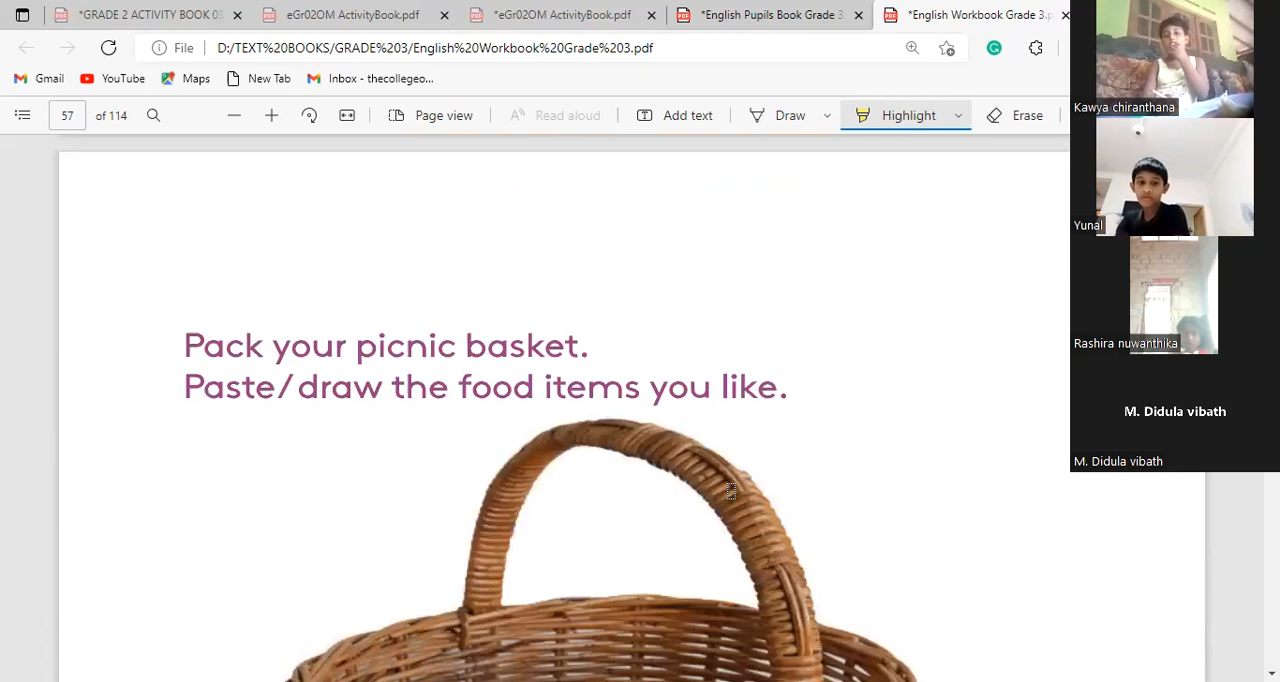 *GRADE 2 ACTIVITY BOOK 03
eGr02OM ActivityBook.pdf
*eGr02OM ActivityBook.pdf
*English Pupils Book Grade 3
*English Workbook Grade 3.p
File
D:/TEXT%20BOOKS/GRADE%203/English%20Workbook%20Grade%203.pdf
Gmail
YouTube
Maps
New Tab
Inbox - thecollegeo...
57 of 114
Page view
Read aloud
Add text
Draw
Highlight
Erase
Pack your picnic basket.
Paste/draw the food items you like.
Kawya chiranthana
Yunal
Rashira nuwanthika
M. Didula vibath
M. Didula vibath